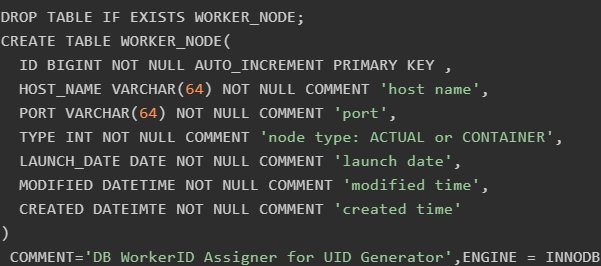 DROP TABLE IF EXISTS WORKER_NODE;
CREATE TABLE WORKER_NODE(
ID BIGINT NOT NULL AUTO_INCREMENT PRIMARY KEY ,
HOST_NAME VARCHAR(64) NOT NULL COMMENT 'host name',
PORT VARCHAR(64) NOT NULL COMMENT 'port',
TYPE INT NOT NULL COMMENT 'node type: ACTUAL or CONTAINER',
LAUNCH_DATE DATE NOT NULL COMMENT 'launch date',
MODIFIED DATETIME NOT NULL COMMENT 'modified time',
CREATED DATEIMTE NOT NULL COMMENT 'created time'
)
COMMENT='DB WorkerID Assigner for UID Generator',ENGINE = INNODB